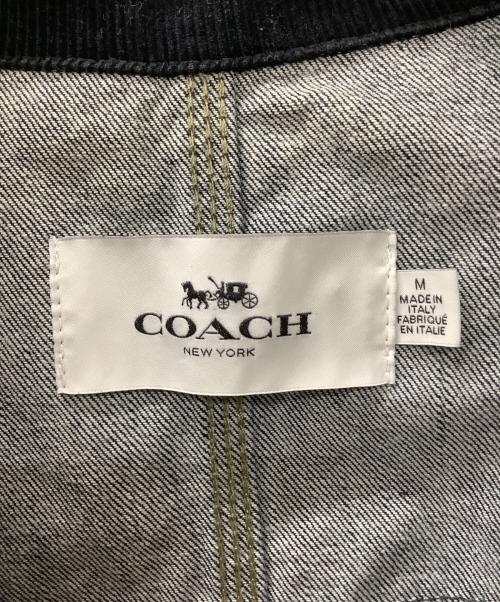 COACH
NEW YORK
M
MADE IN
ITALY
FABRIQUÉ
EN ITALIE